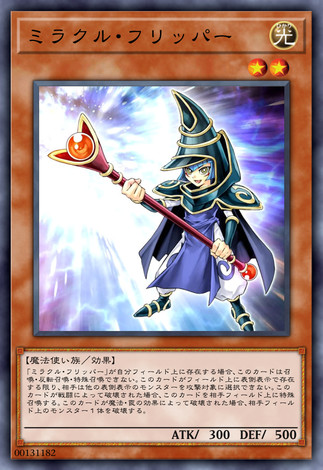 ミラクル・フリッパー
光
【魔法使い族／効果】
「ミラクル・フリッパー」が自分フィールド上に存在する場合、このカードは召
喚・反転召喚・特殊召喚できない。このカードがフィールド上に表側表示で存在
する限り、相手は他の表側表示のモンスターを攻撃対象に選択できない。このカ
ードが戦闘によって破壊された場合、このカードを相手フィールド上に特殊召
喚する。このカードが魔法・罠の効果によって破壊された場合、相手フィールド
上のモンスター１体を破壊する。
ATK/ 300 DEF/ 500
00131182